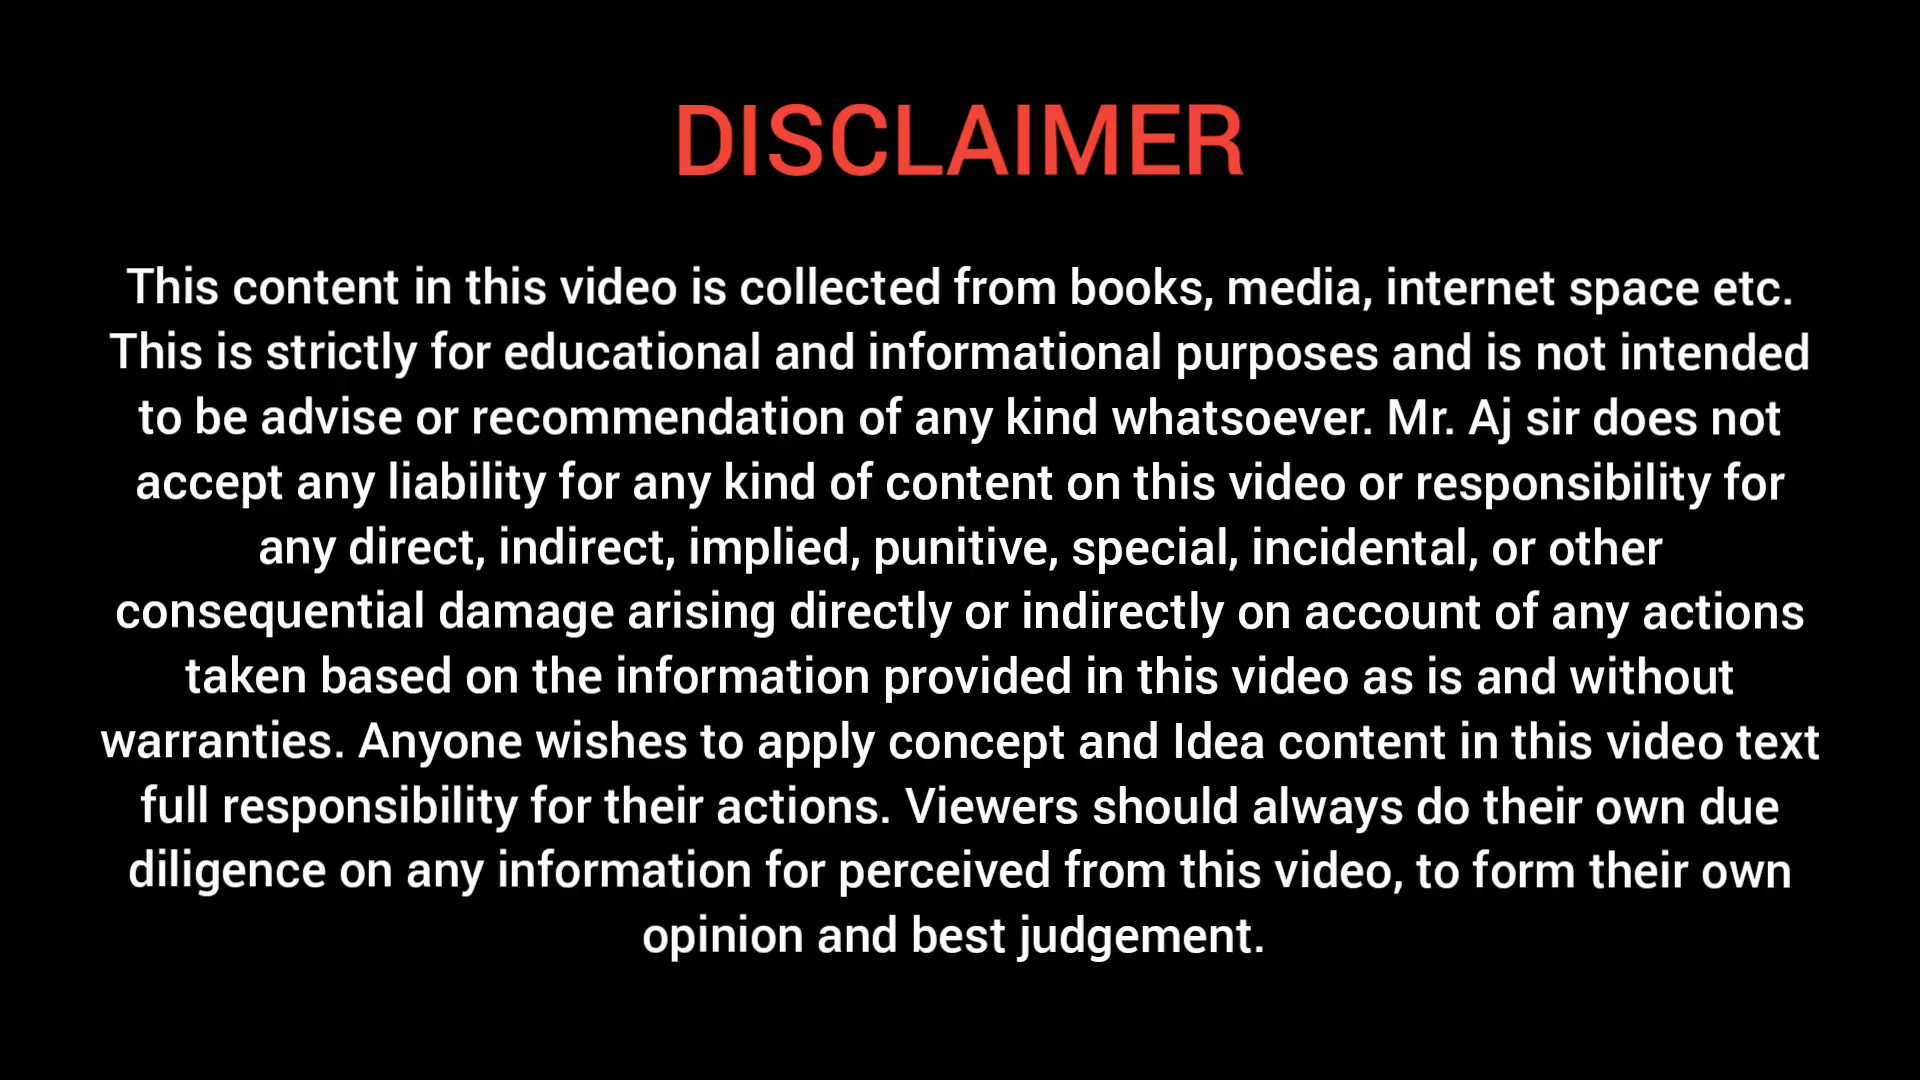 DISCLAIMER
This content in this video is collected from books, media, internet space etc.
This is strictly for educational and informational purposes and is not intended
to be advise or recommendation of any kind whatsoever. Mr. Aj sir does not
accept any liability for any kind of content on this video or responsibility for
any direct, indirect, implied, punitive, special, incidental, or other
consequential damage arising directly or indirectly on account of any actions
taken based on the information provided in this video as is and without
warranties. Anyone wishes to apply concept and Idea content in this video text
full responsibility for their actions. Viewers should always do their own due
diligence on any information for perceived from this video, to form their own
opinion and best judgement.